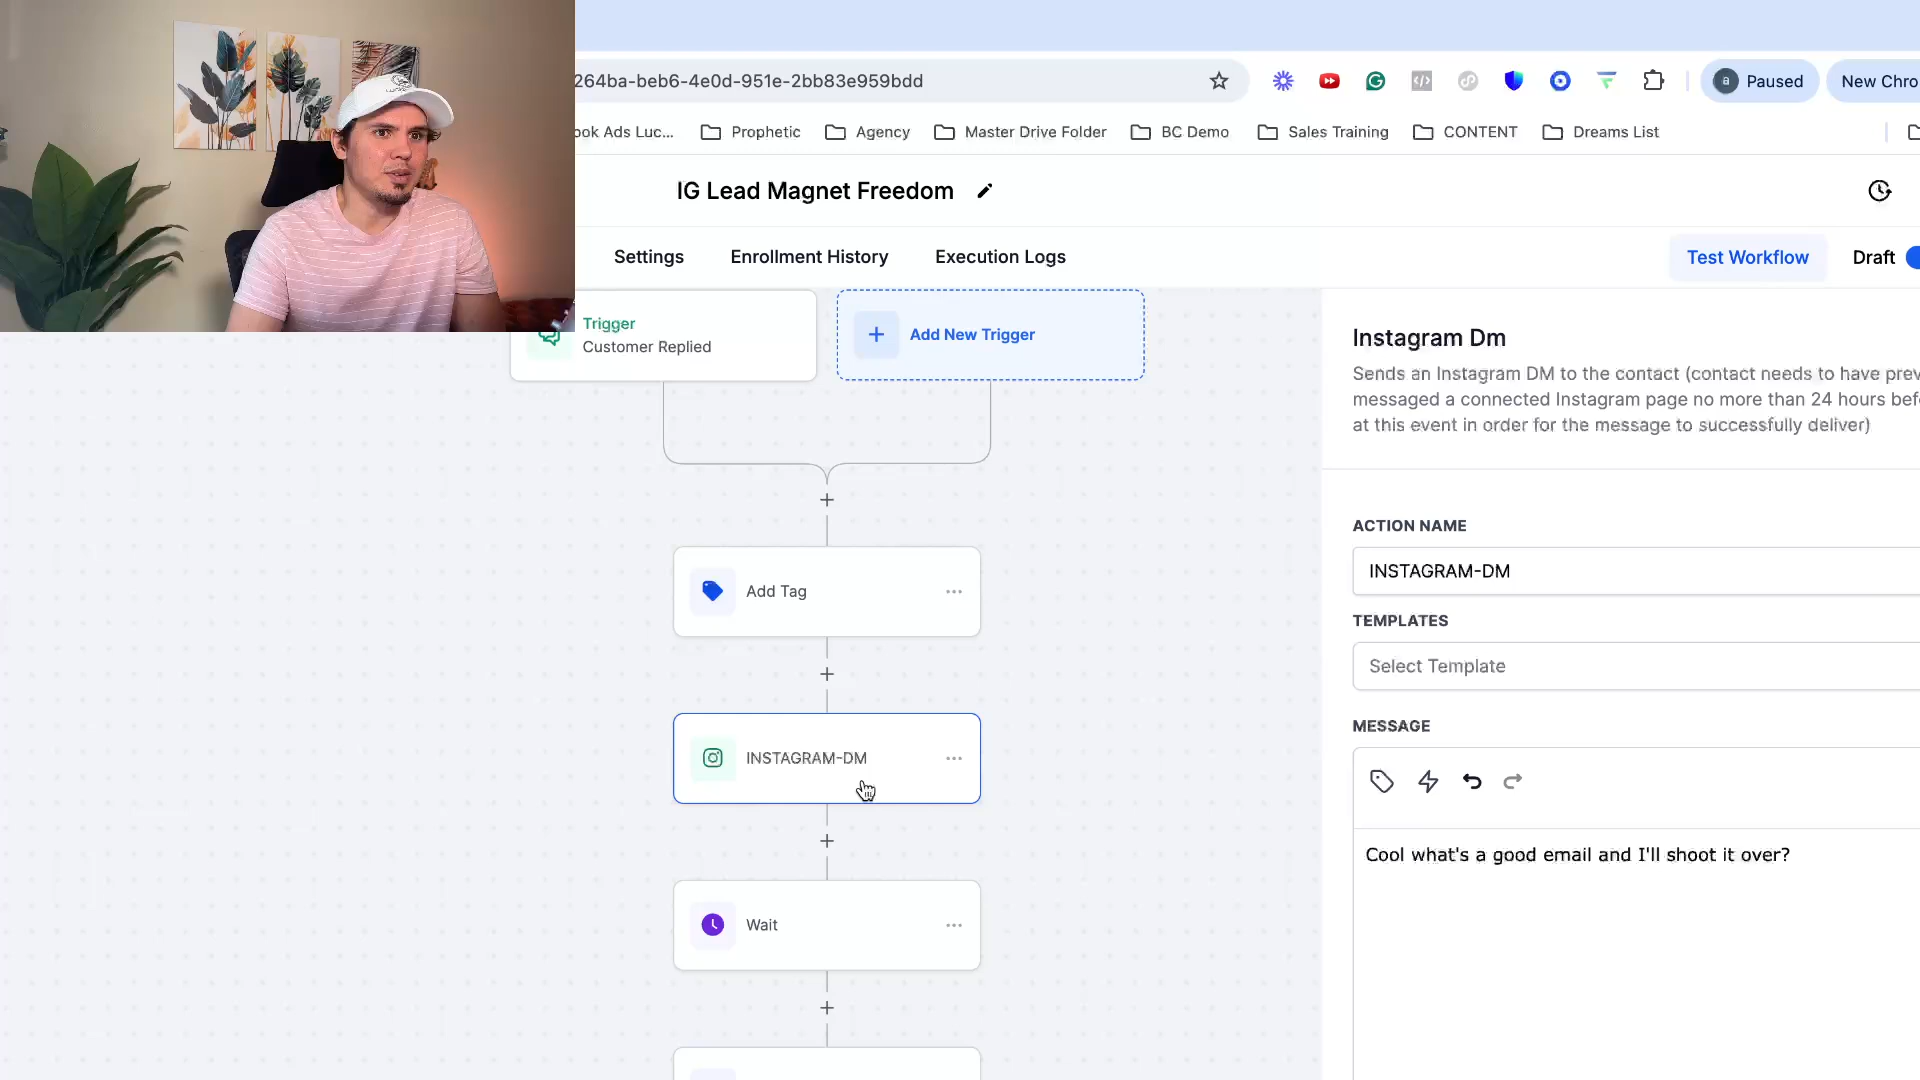 264ba-beb6-4e0d-951e-2bb83e959bdd
a Paused
New Chro
ook Ads Luc...
Prophetic
Agency
Master Drive Folder
BC Demo
Sales Training
CONTENT
Dreams List
IG Lead Magnet Freedom
Settings
Enrollment History
Execution Logs
Test Workflow
Draft
Trigger
Customer Replied
Add New Trigger
Add Tag
INSTAGRAM-DM
Wait
Instagram Dm
Sends an Instagram DM to the contact (contact needs to have prev
messaged a connected Instagram page no more than 24 hours bef
at this event in order for the message to successfully deliver)
ACTION NAME
INSTAGRAM-DM
TEMPLATES
Select Template
MESSAGE
Cool what's a good email and I'll shoot it over?